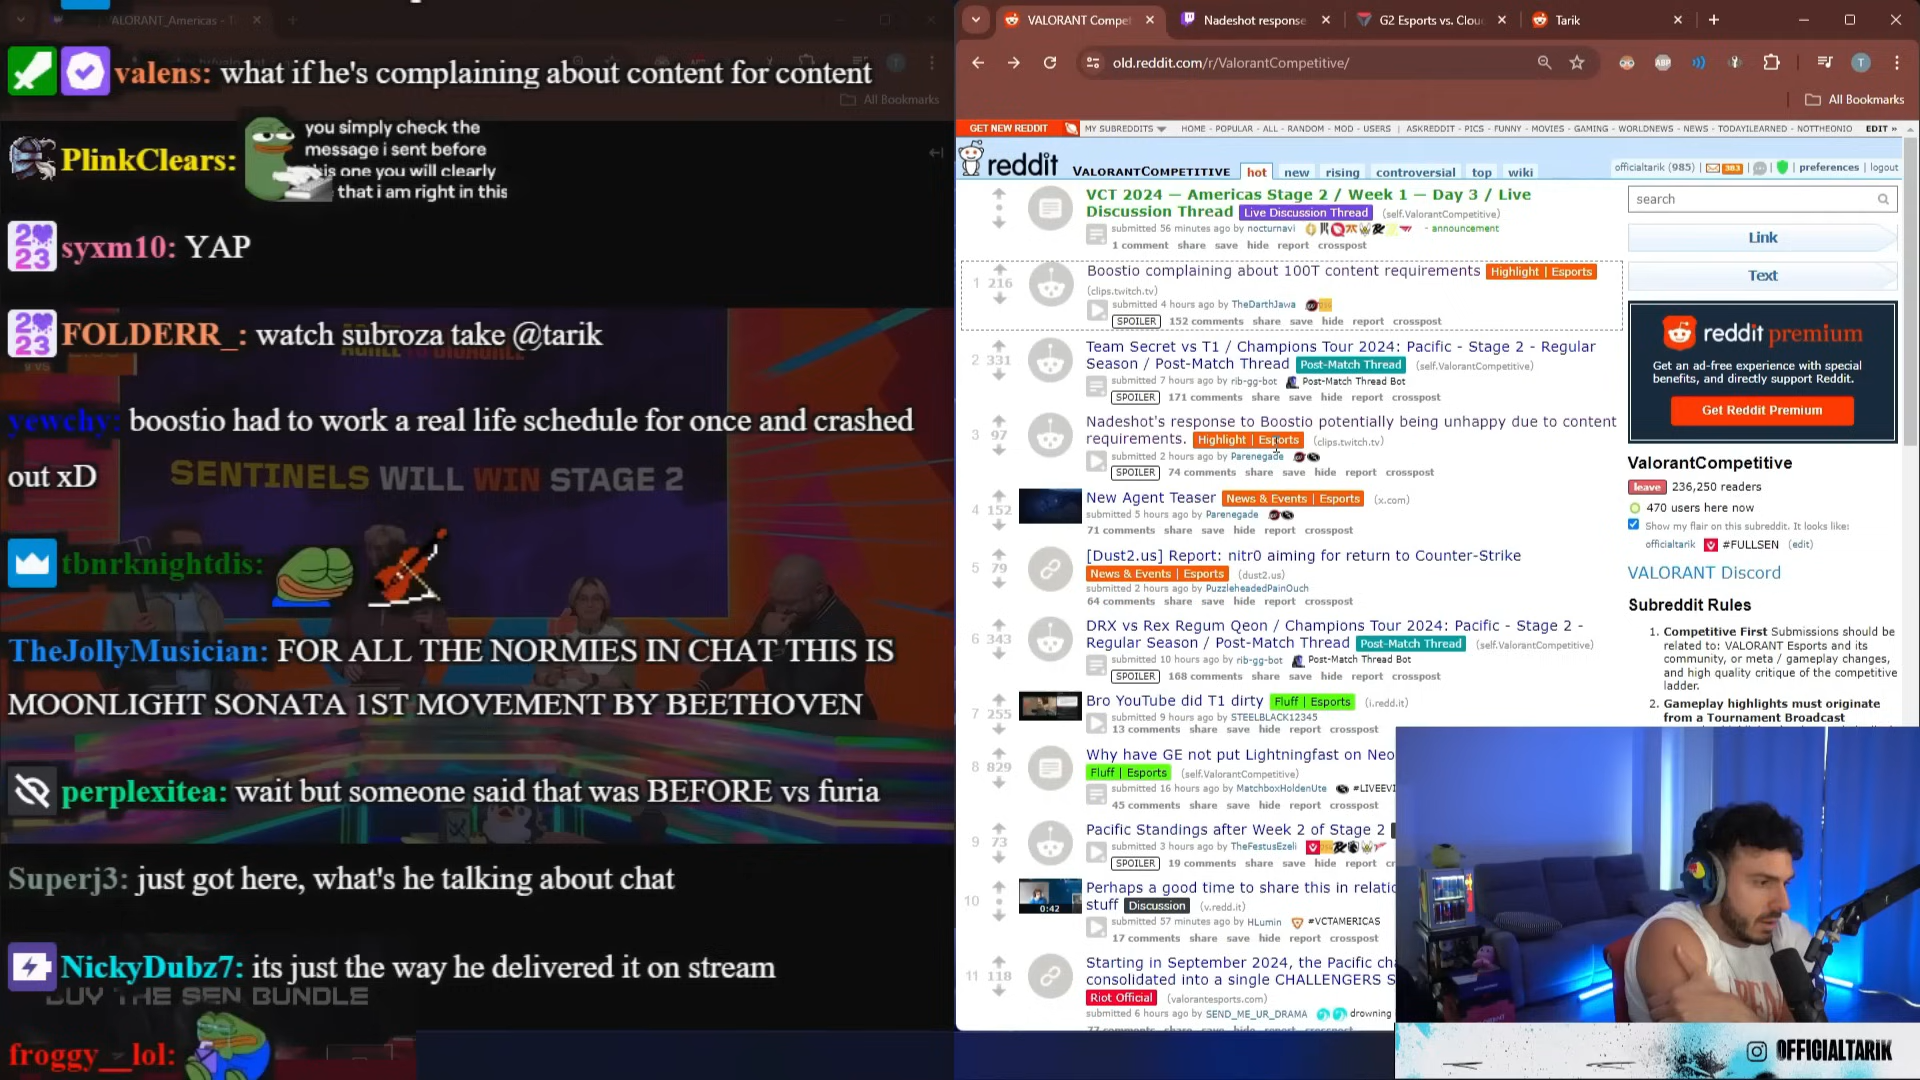 VALORANT_Americas - T
valens: what if he's complaining about content for content
All Bookmarks
PlinkClears:
you simply check the
message i sent before
is one you will clearly
that i am right in this
2023
syxm10: YAP
2023
FOLDERR_: watch subroza take @tarik
yewchy: boostio had to work a real life schedule for once and crashed
out xD
SENTINELS WILL WIN STAGE 2
tbnrknightdis:
TheJollyMusician: FOR ALL THE NORMIES IN CHAT THIS IS
MOONLIGHT SONATA 1ST MOVEMENT BY BEETHOVEN
perplexitea: wait but someone said that was BEFORE vs furia
Superj3: just got here, what's he talking about chat
NickyDubz7: its just the way he delivered it on stream
BUY THE SEN BUNDLE
froggy__lol:
VALORANT Compet
Nadeshot response
G2 Esports vs. Clou
Tarik
old.reddit.com/r/ValorantCompetitive/
ABP
T
All Bookmarks
GET NEW REDDIT
MY SUBREDDITS
HOME - POPULAR - ALL - RANDOM - MOD - USERS | ASKREDDIT - PICS - FUNNY - MOVIES - GAMING - WORLDNEWS - NEWS - TODAYILEARNED - NOTTHEONIO
EDIT »
reddit VALORANTCOMPETITIVE hot new rising controversial top wiki
officialtarik (985) | 383 | preferences | logout
VCT 2024 — Americas Stage 2 / Week 1 — Day 3 / Live
Discussion Thread Live Discussion Thread (self.ValorantCompetitive)
submitted 56 minutes ago by nocturnavi - announcement
1 comment share save hide report crosspost
1 216
Boostio complaining about 100T content requirements Highlight | Esports
(clips.twitch.tv)
submitted 4 hours ago by TheDarthJawa
SPOILER 152 comments share save hide report crosspost
2 331
Team Secret vs T1 / Champions Tour 2024: Pacific - Stage 2 - Regular
Season / Post-Match Thread Post-Match Thread (self.ValorantCompetitive)
submitted 7 hours ago by rib-gg-bot Post-Match Thread Bot
SPOILER 171 comments share save hide report crosspost
3 97
Nadeshot's response to Boostio potentially being unhappy due to content
requirements. Highlight | Esports (clips.twitch.tv)
submitted 2 hours ago by Parenegade
SPOILER 74 comments share save hide report crosspost
4 152
New Agent Teaser News & Events | Esports (x.com)
submitted 5 hours ago by Parenegade
71 comments share save hide report crosspost
5 79
[Dust2.us] Report: nitr0 aiming for return to Counter-Strike
News & Events | Esports (dust2.us)
submitted 2 hours ago by PuzzleheadedPainOuch
64 comments share save hide report crosspost
6 343
DRX vs Rex Regum Qeon / Champions Tour 2024: Pacific - Stage 2 -
Regular Season / Post-Match Thread Post-Match Thread (self.ValorantCompetitive)
submitted 10 hours ago by rib-gg-bot Post-Match Thread Bot
SPOILER 168 comments share save hide report crosspost
7 255
Bro YouTube did T1 dirty Fluff | Esports (i.redd.it)
submitted 9 hours ago by STEELBLACK12345
13 comments share save hide report crosspost
8 829
Why have GE not put Lightningfast on Neo
Fluff | Esports (self.ValorantCompetitive)
submitted 16 hours ago by MatchboxHoldenUte #LIVEEVI
45 comments share save hide report crosspost
9 73
Pacific Standings after Week 2 of Stage 2
submitted 3 hours ago by TheFestusEzeli
SPOILER 19 comments share save hide report cr
10
0:42
Perhaps a good time to share this in relatio
stuff Discussion (v.redd.it)
submitted 57 minutes ago by HLumin #VCTAMERICAS
17 comments share save hide report crosspost
11 118
Starting in September 2024, the Pacific cha
consolidated into a single CHALLENGERS S
Riot Official (valorantesports.com)
submitted 6 hours ago by SEND_ME_UR_DRAMA drowning
77 comments share save hide report crosspost
search
Link
Text
reddit premium
Get an ad-free experience with special
benefits, and directly support Reddit.
Get Reddit Premium
ValorantCompetitive
leave 236,250 readers
470 users here now
Show my flair on this subreddit. It looks like:
officialtarik #FULLSEN (edit)
VALORANT Discord
Subreddit Rules
1. Competitive First Submissions should be
related to: VALORANT Esports and its
community, or meta / gameplay changes,
and high quality critique of the competitive
ladder.
2. Gameplay highlights must originate
from a Tournament Broadcast
OFFICIALTARIK